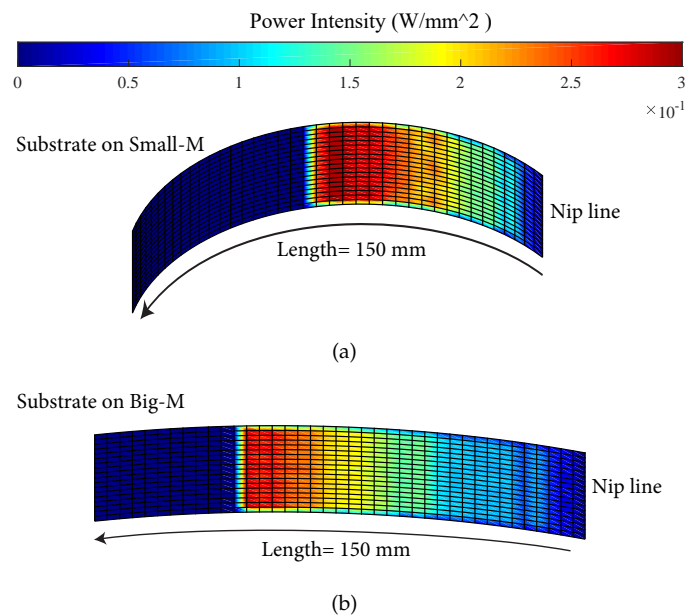 Power Intensity (W/mm^2 )
0 0.5 1 1.5 2 2.5 3
×10⁻¹
Substrate on Small-M
Nip line
Length= 150 mm
(a)
Substrate on Big-M
Nip line
Length= 150 mm
(b)